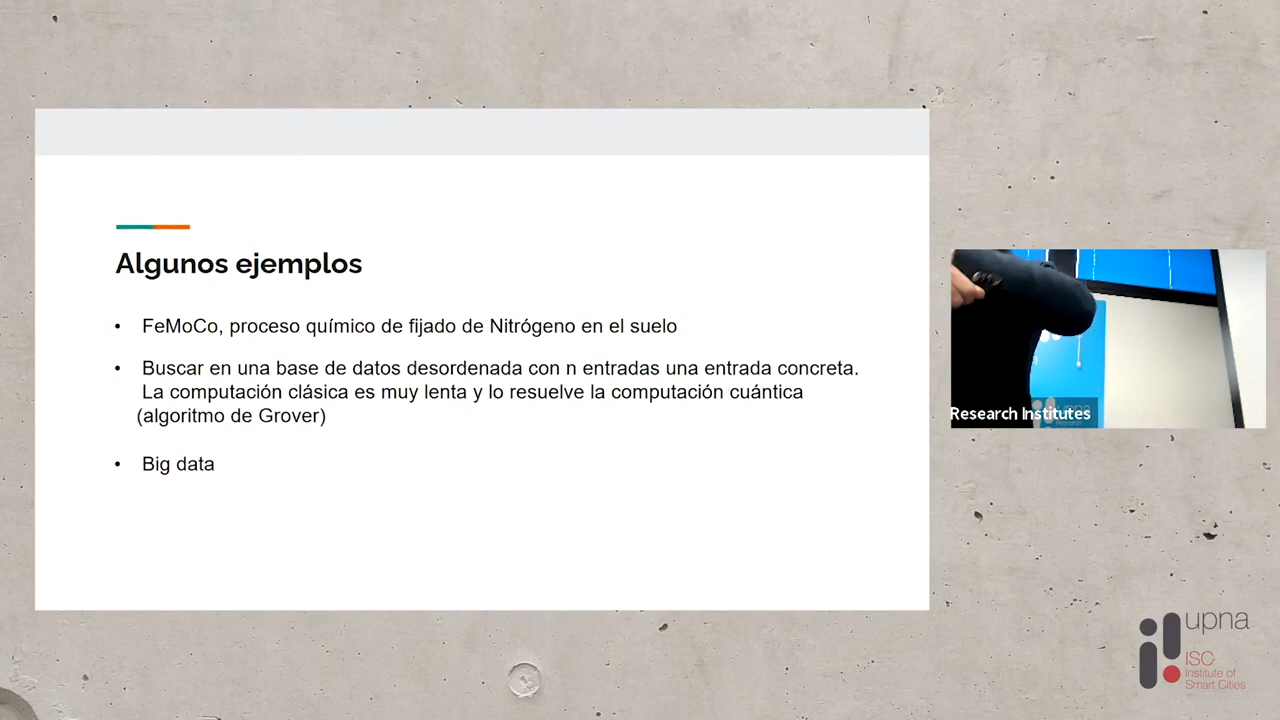 Algunos ejemplos
• FeMoCo, proceso químico de fijado de Nitrógeno en el suelo
• Buscar en una base de datos desordenada con n entradas una entrada concreta.
La computación clásica es muy lenta y lo resuelve la computación cuántica
(algoritmo de Grover)
• Big data
Research Institutes
upna
ISC
Institute of
Smart Cities